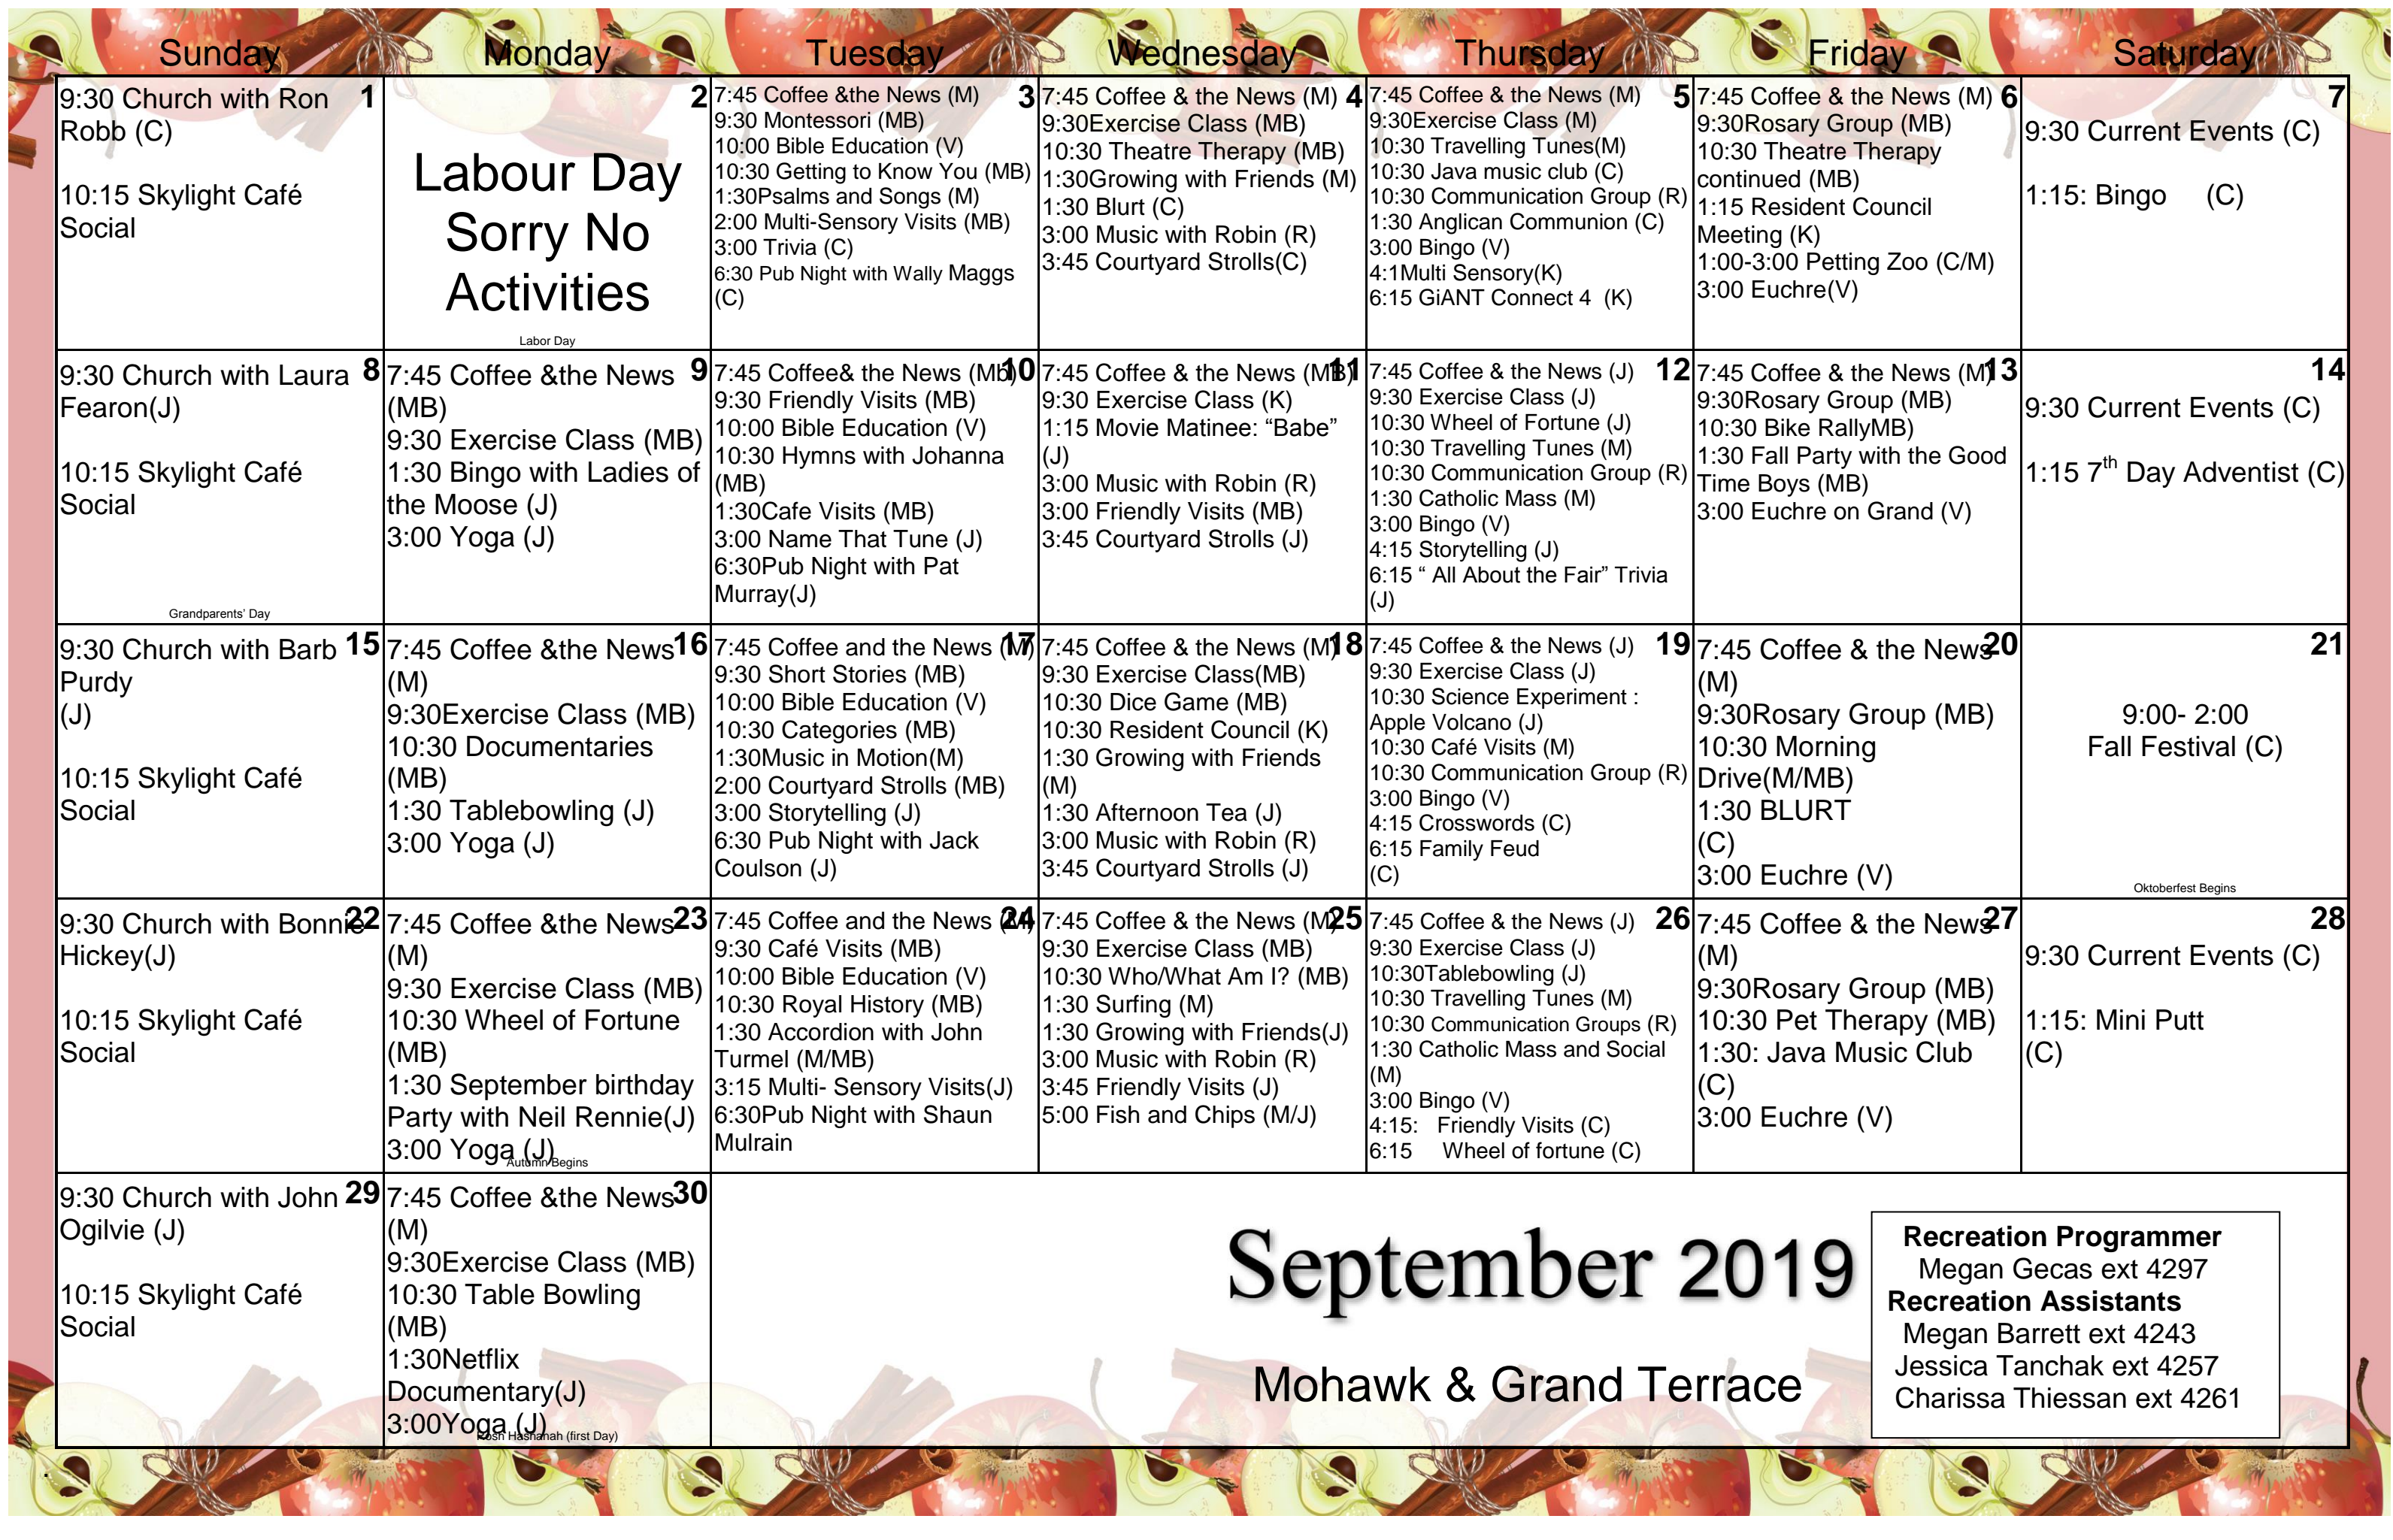 Sunday Monday Tuesday Wednesday Thursday Friday Saturday
1
9:30 Church with Ron
Robb (C)
10:15 Skylight Café
Social
2
Labour Day
Sorry No
Activities
Labor Day
3
7:45 Coffee &the News (M)
9:30 Montessori (MB)
10:00 Bible Education (V)
10:30 Getting to Know You (MB)
1:30Psalms and Songs (M)
2:00 Multi-Sensory Visits (MB)
3:00 Trivia (C)
6:30 Pub Night with Wally Maggs
(C)
4
7:45 Coffee & the News (M)
9:30Exercise Class (MB)
10:30 Theatre Therapy (MB)
1:30Growing with Friends (M)
1:30 Blurt (C)
3:00 Music with Robin (R)
3:45 Courtyard Strolls(C)
5
7:45 Coffee & the News (M)
9:30Exercise Class (M)
10:30 Travelling Tunes(M)
10:30 Java music club (C)
10:30 Communication Group (R)
1:30 Anglican Communion (C)
3:00 Bingo (V)
4:1Multi Sensory(K)
6:15 GiANT Connect 4 (K)
6
7:45 Coffee & the News (M)
9:30Rosary Group (MB)
10:30 Theatre Therapy
continued (MB)
1:15 Resident Council
Meeting (K)
1:00-3:00 Petting Zoo (C/M)
3:00 Euchre(V)
7
9:30 Current Events (C)
1:15: Bingo (C)
8
9:30 Church with Laura
Fearon(J)
10:15 Skylight Café
Social
Grandparents' Day
9
7:45 Coffee &the News
(MB)
9:30 Exercise Class (MB)
1:30 Bingo with Ladies of
the Moose (J)
3:00 Yoga (J)
10
7:45 Coffee& the News (Mb)
9:30 Friendly Visits (MB)
10:00 Bible Education (V)
10:30 Hymns with Johanna
(MB)
1:30Cafe Visits (MB)
3:00 Name That Tune (J)
6:30Pub Night with Pat
Murray(J)
11
7:45 Coffee & the News (MB)
9:30 Exercise Class (K)
1:15 Movie Matinee: “Babe”
(J)
3:00 Music with Robin (R)
3:00 Friendly Visits (MB)
3:45 Courtyard Strolls (J)
12
7:45 Coffee & the News (J)
9:30 Exercise Class (J)
10:30 Wheel of Fortune (J)
10:30 Travelling Tunes (M)
10:30 Communication Group (R)
1:30 Catholic Mass (M)
3:00 Bingo (V)
4:15 Storytelling (J)
6:15 “ All About the Fair” Trivia
(J)
13
7:45 Coffee & the News (M)
9:30Rosary Group (MB)
10:30 Bike RallyMB)
1:30 Fall Party with the Good
Time Boys (MB)
3:00 Euchre on Grand (V)
14
9:30 Current Events (C)
1:15 7th Day Adventist (C)
15
9:30 Church with Barb
Purdy
(J)
10:15 Skylight Café
Social
16
7:45 Coffee &the News
(M)
9:30Exercise Class (MB)
10:30 Documentaries
(MB)
1:30 Tablebowling (J)
3:00 Yoga (J)
17
7:45 Coffee and the News (M)
9:30 Short Stories (MB)
10:00 Bible Education (V)
10:30 Categories (MB)
1:30Music in Motion(M)
2:00 Courtyard Strolls (MB)
3:00 Storytelling (J)
6:30 Pub Night with Jack
Coulson (J)
18
7:45 Coffee & the News (M)
9:30 Exercise Class(MB)
10:30 Dice Game (MB)
10:30 Resident Council (K)
1:30 Growing with Friends
(M)
1:30 Afternoon Tea (J)
3:00 Music with Robin (R)
3:45 Courtyard Strolls (J)
19
7:45 Coffee & the News (J)
9:30 Exercise Class (J)
10:30 Science Experiment :
Apple Volcano (J)
10:30 Café Visits (M)
10:30 Communication Group (R)
3:00 Bingo (V)
4:15 Crosswords (C)
6:15 Family Feud
(C)
20
7:45 Coffee & the News
(M)
9:30Rosary Group (MB)
10:30 Morning
Drive(M/MB)
1:30 BLURT
(C)
3:00 Euchre (V)
21
9:00- 2:00
Fall Festival (C)
Oktoberfest Begins
22
9:30 Church with Bonnie
Hickey(J)
10:15 Skylight Café
Social
23
7:45 Coffee &the News
(M)
9:30 Exercise Class (MB)
10:30 Wheel of Fortune
(MB)
1:30 September birthday
Party with Neil Rennie(J)
3:00 Yoga (J)
Autumn Begins
24
7:45 Coffee and the News (M)
9:30 Café Visits (MB)
10:00 Bible Education (V)
10:30 Royal History (MB)
1:30 Accordion with John
Turmel (M/MB)
3:15 Multi- Sensory Visits(J)
6:30Pub Night with Shaun
Mulrain
25
7:45 Coffee & the News (M)
9:30 Exercise Class (MB)
10:30 Who/What Am I? (MB)
1:30 Surfing (M)
1:30 Growing with Friends(J)
3:00 Music with Robin (R)
3:45 Friendly Visits (J)
5:00 Fish and Chips (M/J)
26
7:45 Coffee & the News (J)
9:30 Exercise Class (J)
10:30Tablebowling (J)
10:30 Travelling Tunes (M)
10:30 Communication Groups (R)
1:30 Catholic Mass and Social
(M)
3:00 Bingo (V)
4:15: Friendly Visits (C)
6:15 Wheel of fortune (C)
27
7:45 Coffee & the News
(M)
9:30Rosary Group (MB)
10:30 Pet Therapy (MB)
1:30: Java Music Club
(C)
3:00 Euchre (V)
28
9:30 Current Events (C)
1:15: Mini Putt
(C)
29
9:30 Church with John
Ogilvie (J)
10:15 Skylight Café
Social
30
7:45 Coffee &the News
(M)
9:30Exercise Class (MB)
10:30 Table Bowling
(MB)
1:30Netflix
Documentary(J)
3:00Yoga (J)
Rosh Hashanah (first Day)
September 2019
Mohawk & Grand Terrace
Recreation Programmer
Megan Gecas ext 4297
Recreation Assistants
Megan Barrett ext 4243
Jessica Tanchak ext 4257
Charissa Thiessan ext 4261